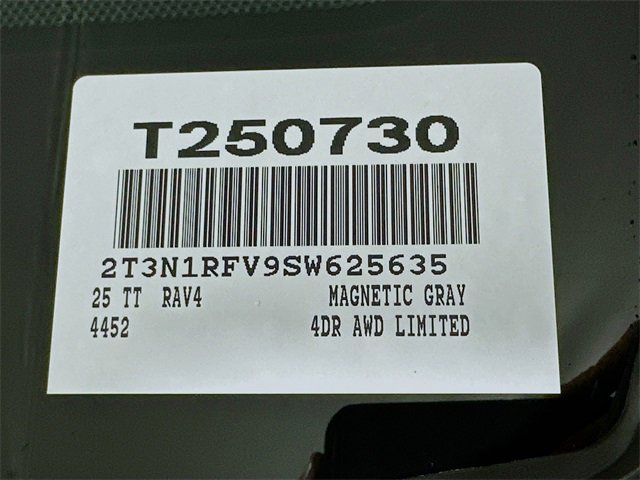 T250730
2T3N1RFV9SW625635
25 TT RAV4 MAGNETIC GRAY
4452 4DR AWD LIMITED